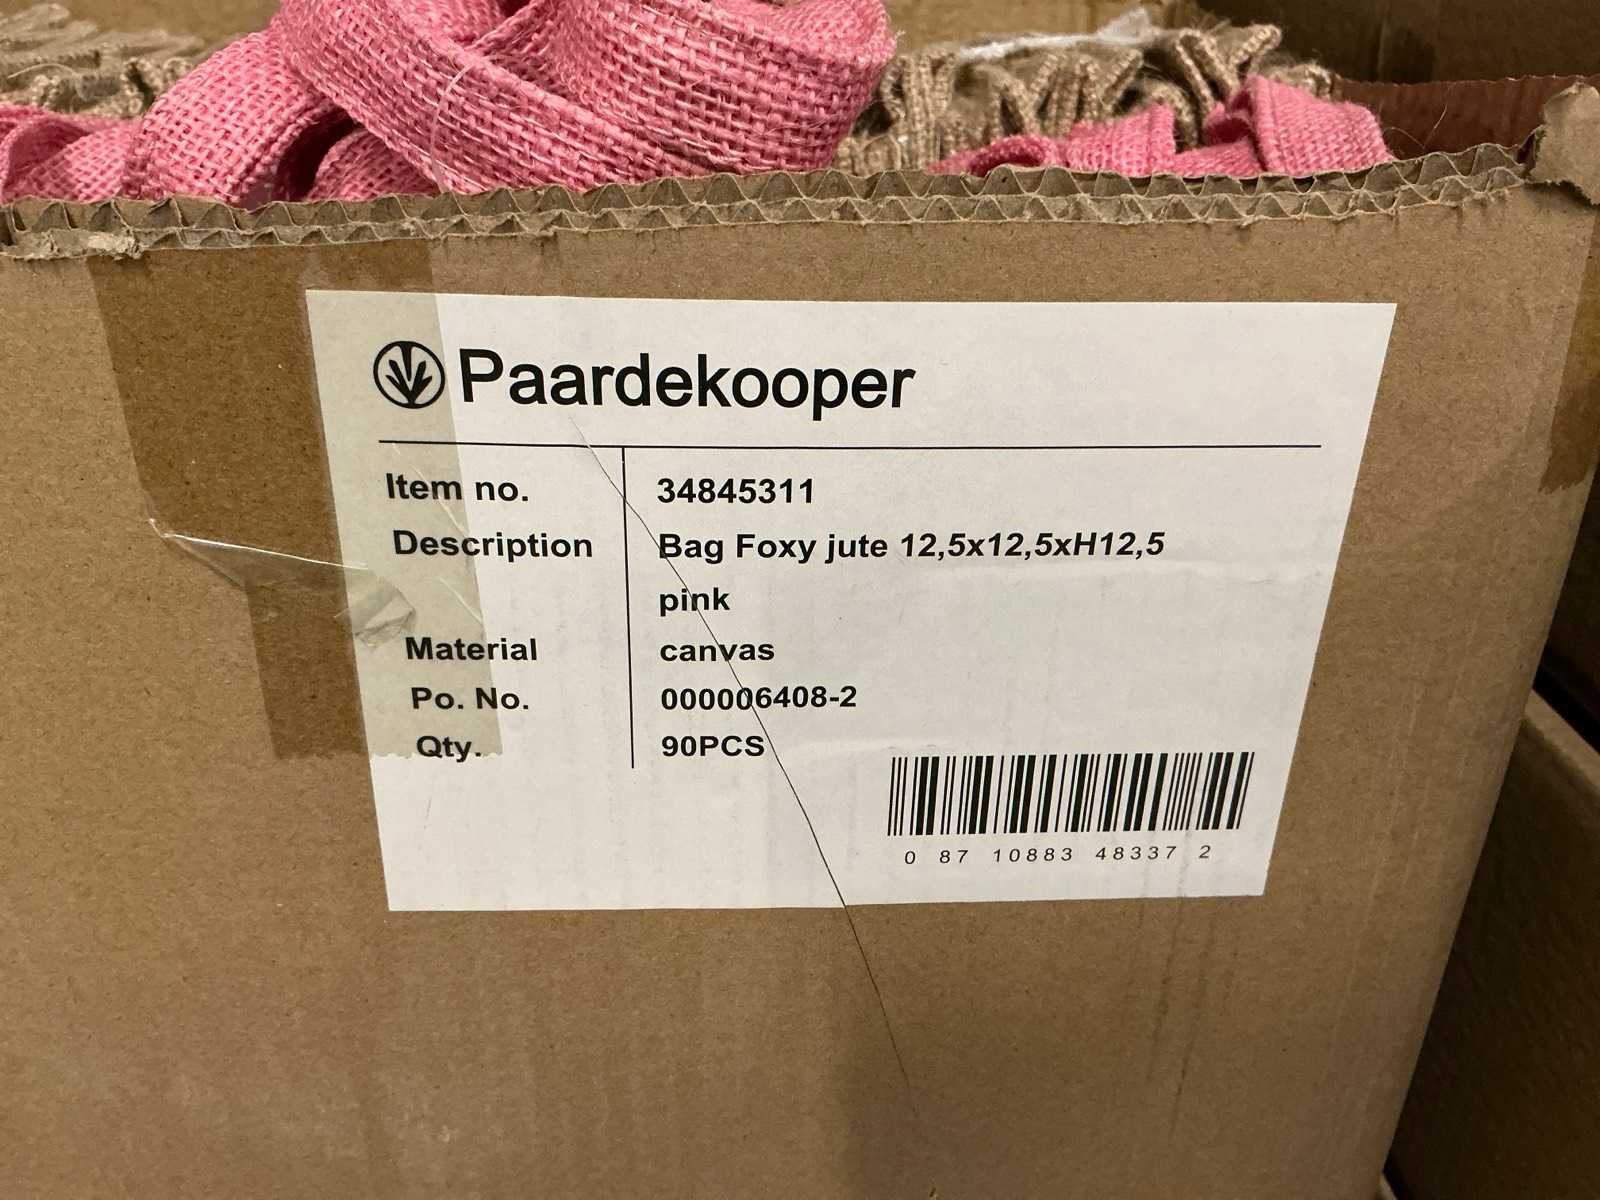 Paardekooper
Item no. 34845311
Description Bag Foxy jute 12,5x12,5xH12,5
pink
Material canvas
Po. No. 000006408-2
Qty. 90PCS
0 87 10883 48337 2